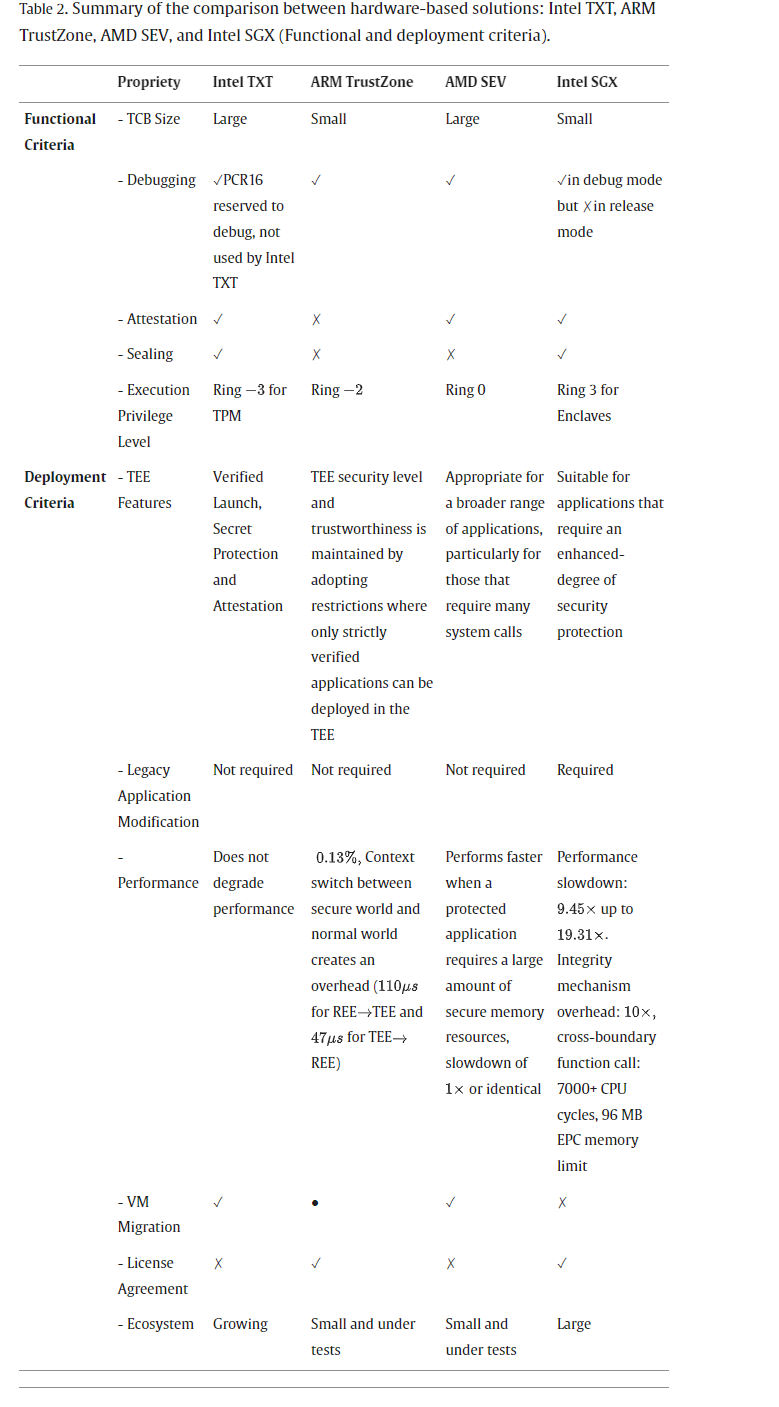 Table 2. Summary of the comparison between hardware-based solutions: Intel TXT, ARM
TrustZone, AMD SEV, and Intel SGX (Functional and deployment criteria).
Propriety Intel TXT ARM TrustZone AMD SEV Intel SGX
Functional - TCB Size Large Small Large Small
Criteria
- Debugging ✓PCR16 ✓ ✓ ✓in debug mode
reserved to but ✗in release
debug, not mode
used by Intel
TXT
- Attestation ✓ ✗ ✓ ✓
- Sealing ✓ ✗ ✗ ✓
- Execution Ring −3 for Ring −2 Ring 0 Ring 3 for
Privilege TPM Enclaves
Level
Deployment - TEE Verified TEE security level Appropriate for Suitable for
Criteria Features Launch, and a broader range applications that
Secret trustworthiness is of applications, require an
Protection maintained by particularly for enhanced-
and adopting those that degree of
Attestation restrictions where require many security
only strictly system calls protection
verified
applications can be
deployed in the
TEE
- Legacy Not required Not required Not required Required
Application
Modification
- Does not 0.13%, Context Performs faster Performance
Performance degrade switch between when a slowdown:
performance secure world and protected 9.45× up to
normal world application 19.31×.
creates an requires a large Integrity
overhead (110μs amount of mechanism
for REE→TEE and secure memory overhead: 10×,
47μs for TEE→ resources, cross-boundary
REE) slowdown of function call:
1× or identical 7000+ CPU
cycles, 96 MB
EPC memory
limit
- VM ✓ • ✓ ✗
Migration
- License ✗ ✓ ✗ ✓
Agreement
- Ecosystem Growing Small and under Small and Large
tests under tests